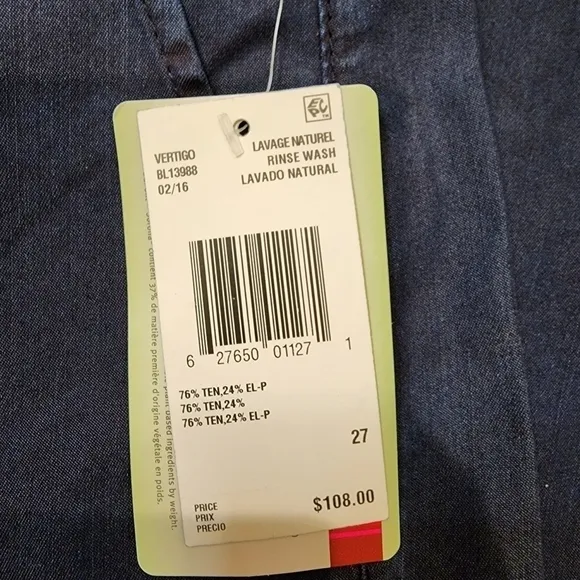 VERTIGO
BL13988
02/16
LAVAGE NATUREL
RINSE WASH
LAVADO NATURAL
6 27650 01127 1
76% TEN,24% EL-P
76% TEN,24%
76% TEN,24% EL-P
27
PRICE
PRIX
PRECIO
$108.00
contient 37% de matière première d'origine végétale en poids.
plant based ingredients by weight.